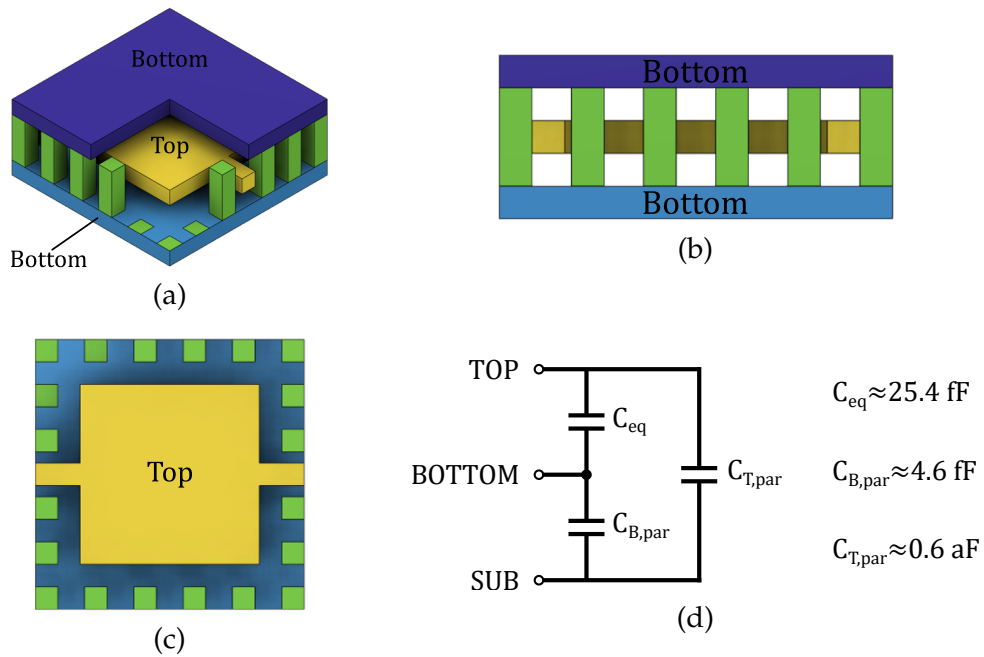 Bottom
Top
Bottom
(a)
Bottom
Bottom
(b)
Top
(c)
TOP
C_eq
BOTTOM
C_T,par
C_B,par
SUB
(d)
C_eq≈25.4 fF
C_B,par≈4.6 fF
C_T,par≈0.6 aF